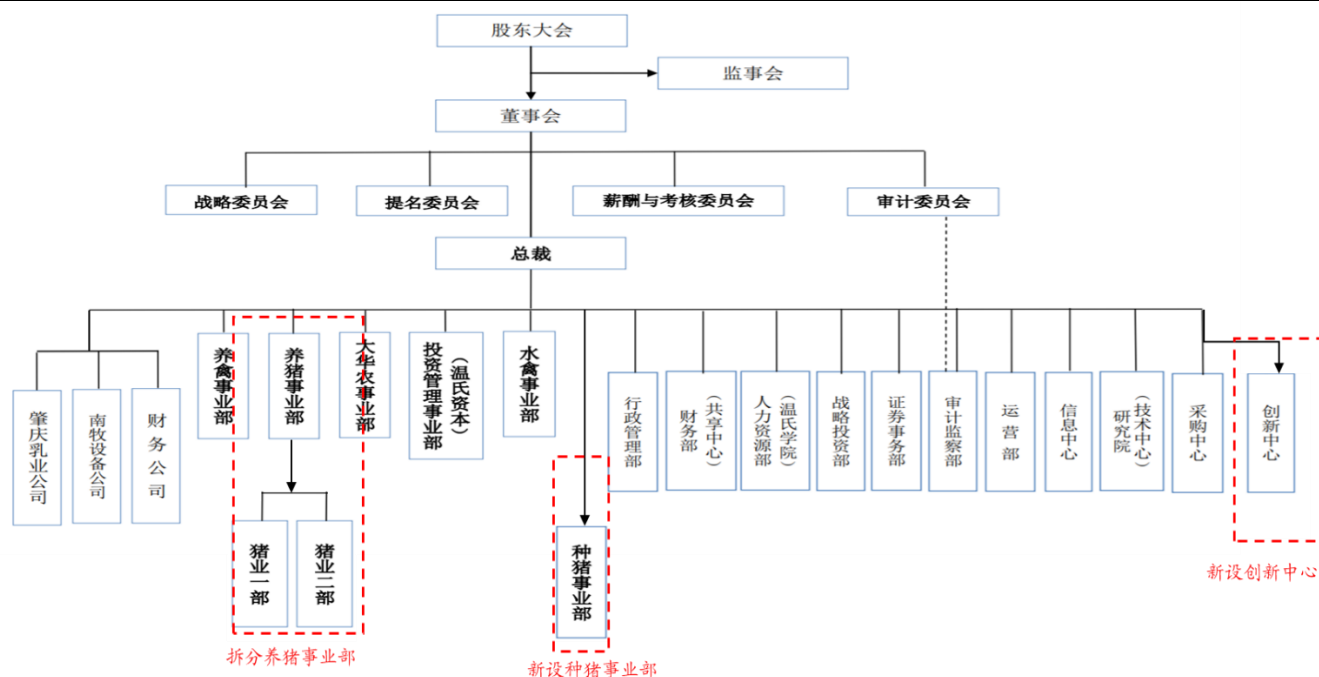 股东大会
监事会
董事会
战略委员会
提名委员会
薪酬与考核委员会
审计委员会
总裁
肇庆乳业公司
南牧设备公司
财务公司
养禽事业部
养猪事业部
大华农事业部
投资管理事业部
（温氏资本）
水禽事业部
行政管理部
财务部
（共享中心）
人力资源部
（温氏学院）
战略投资部
证券事务部
审计监察部
运营部
信息中心
研究院
（技术中心）
采购中心
创新中心
猪业一部
猪业二部
种猪事业部
新设创新中心
拆分养猪事业部
新设种猪事业部